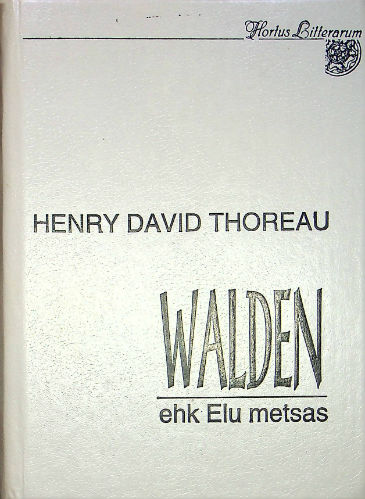 Hortus Litterarum
HENRY DAVID THOREAU
WALDEN
ehk Elu metsas